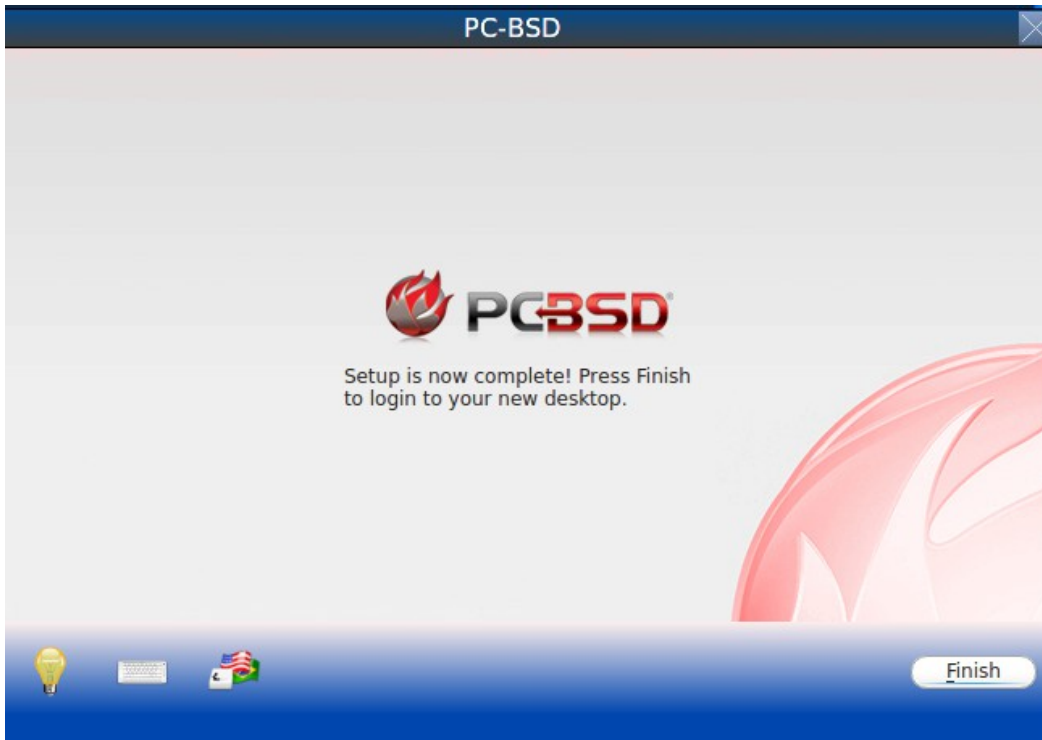 PC-BSD
PCBSD®
Setup is now complete! Press Finish
to login to your new desktop.
Finish